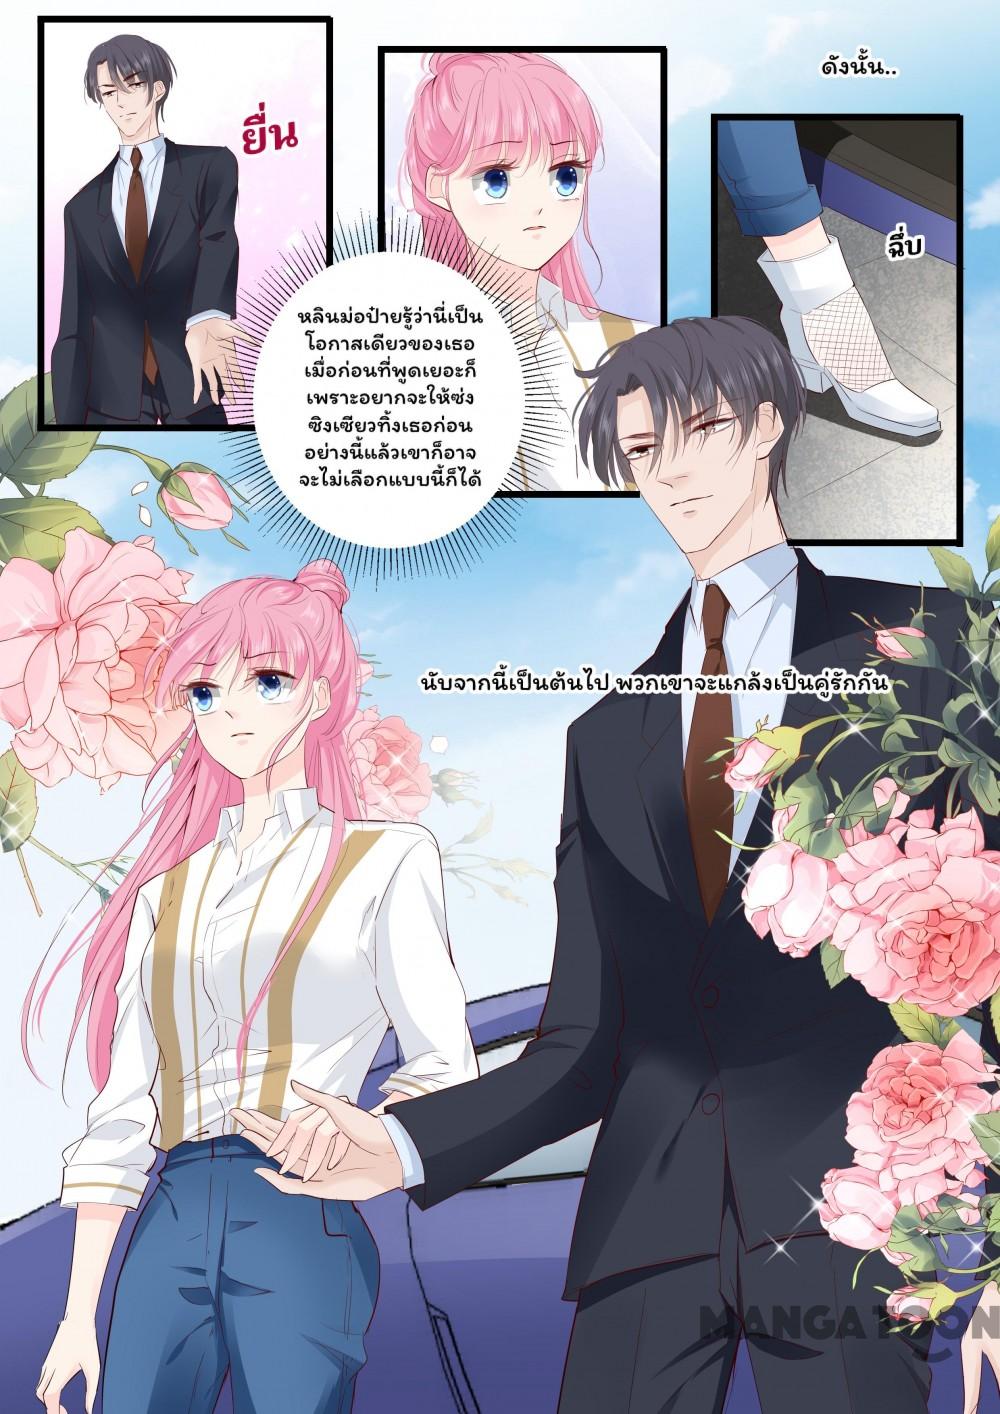 ยื่น
ดังนั้น..
ฉึ่บ
หลินม่อป๋ายรู้ว่านี่เป็น
โอกาสเดียวของเธอ
เมื่อก่อนที่พูดเยอะก็
เพราะอยากจะให้ซ่ง
ซิงเซียวทิ้งเธอก่อน
อย่างนี้แล้วเขาก็อาจ
จะไม่เลือกแบบนี้ก็ได้
นับจากนี้เป็นต้นไป พวกเขาจะแกล้งเป็นคู่รักกัน
MANGATOON